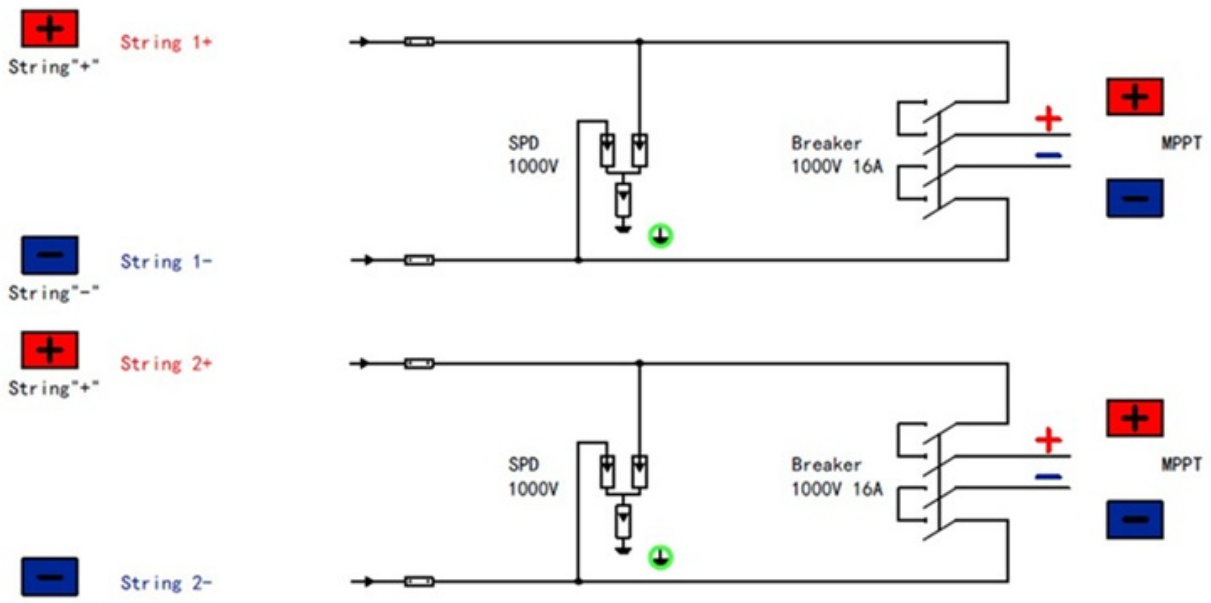 String"+"
String 1+
SPD
1000V
Breaker
1000V 16A
+
−
MPPT
String 1-
String"-"
String 2+
String"+"
SPD
1000V
Breaker
1000V 16A
+
−
MPPT
String 2-